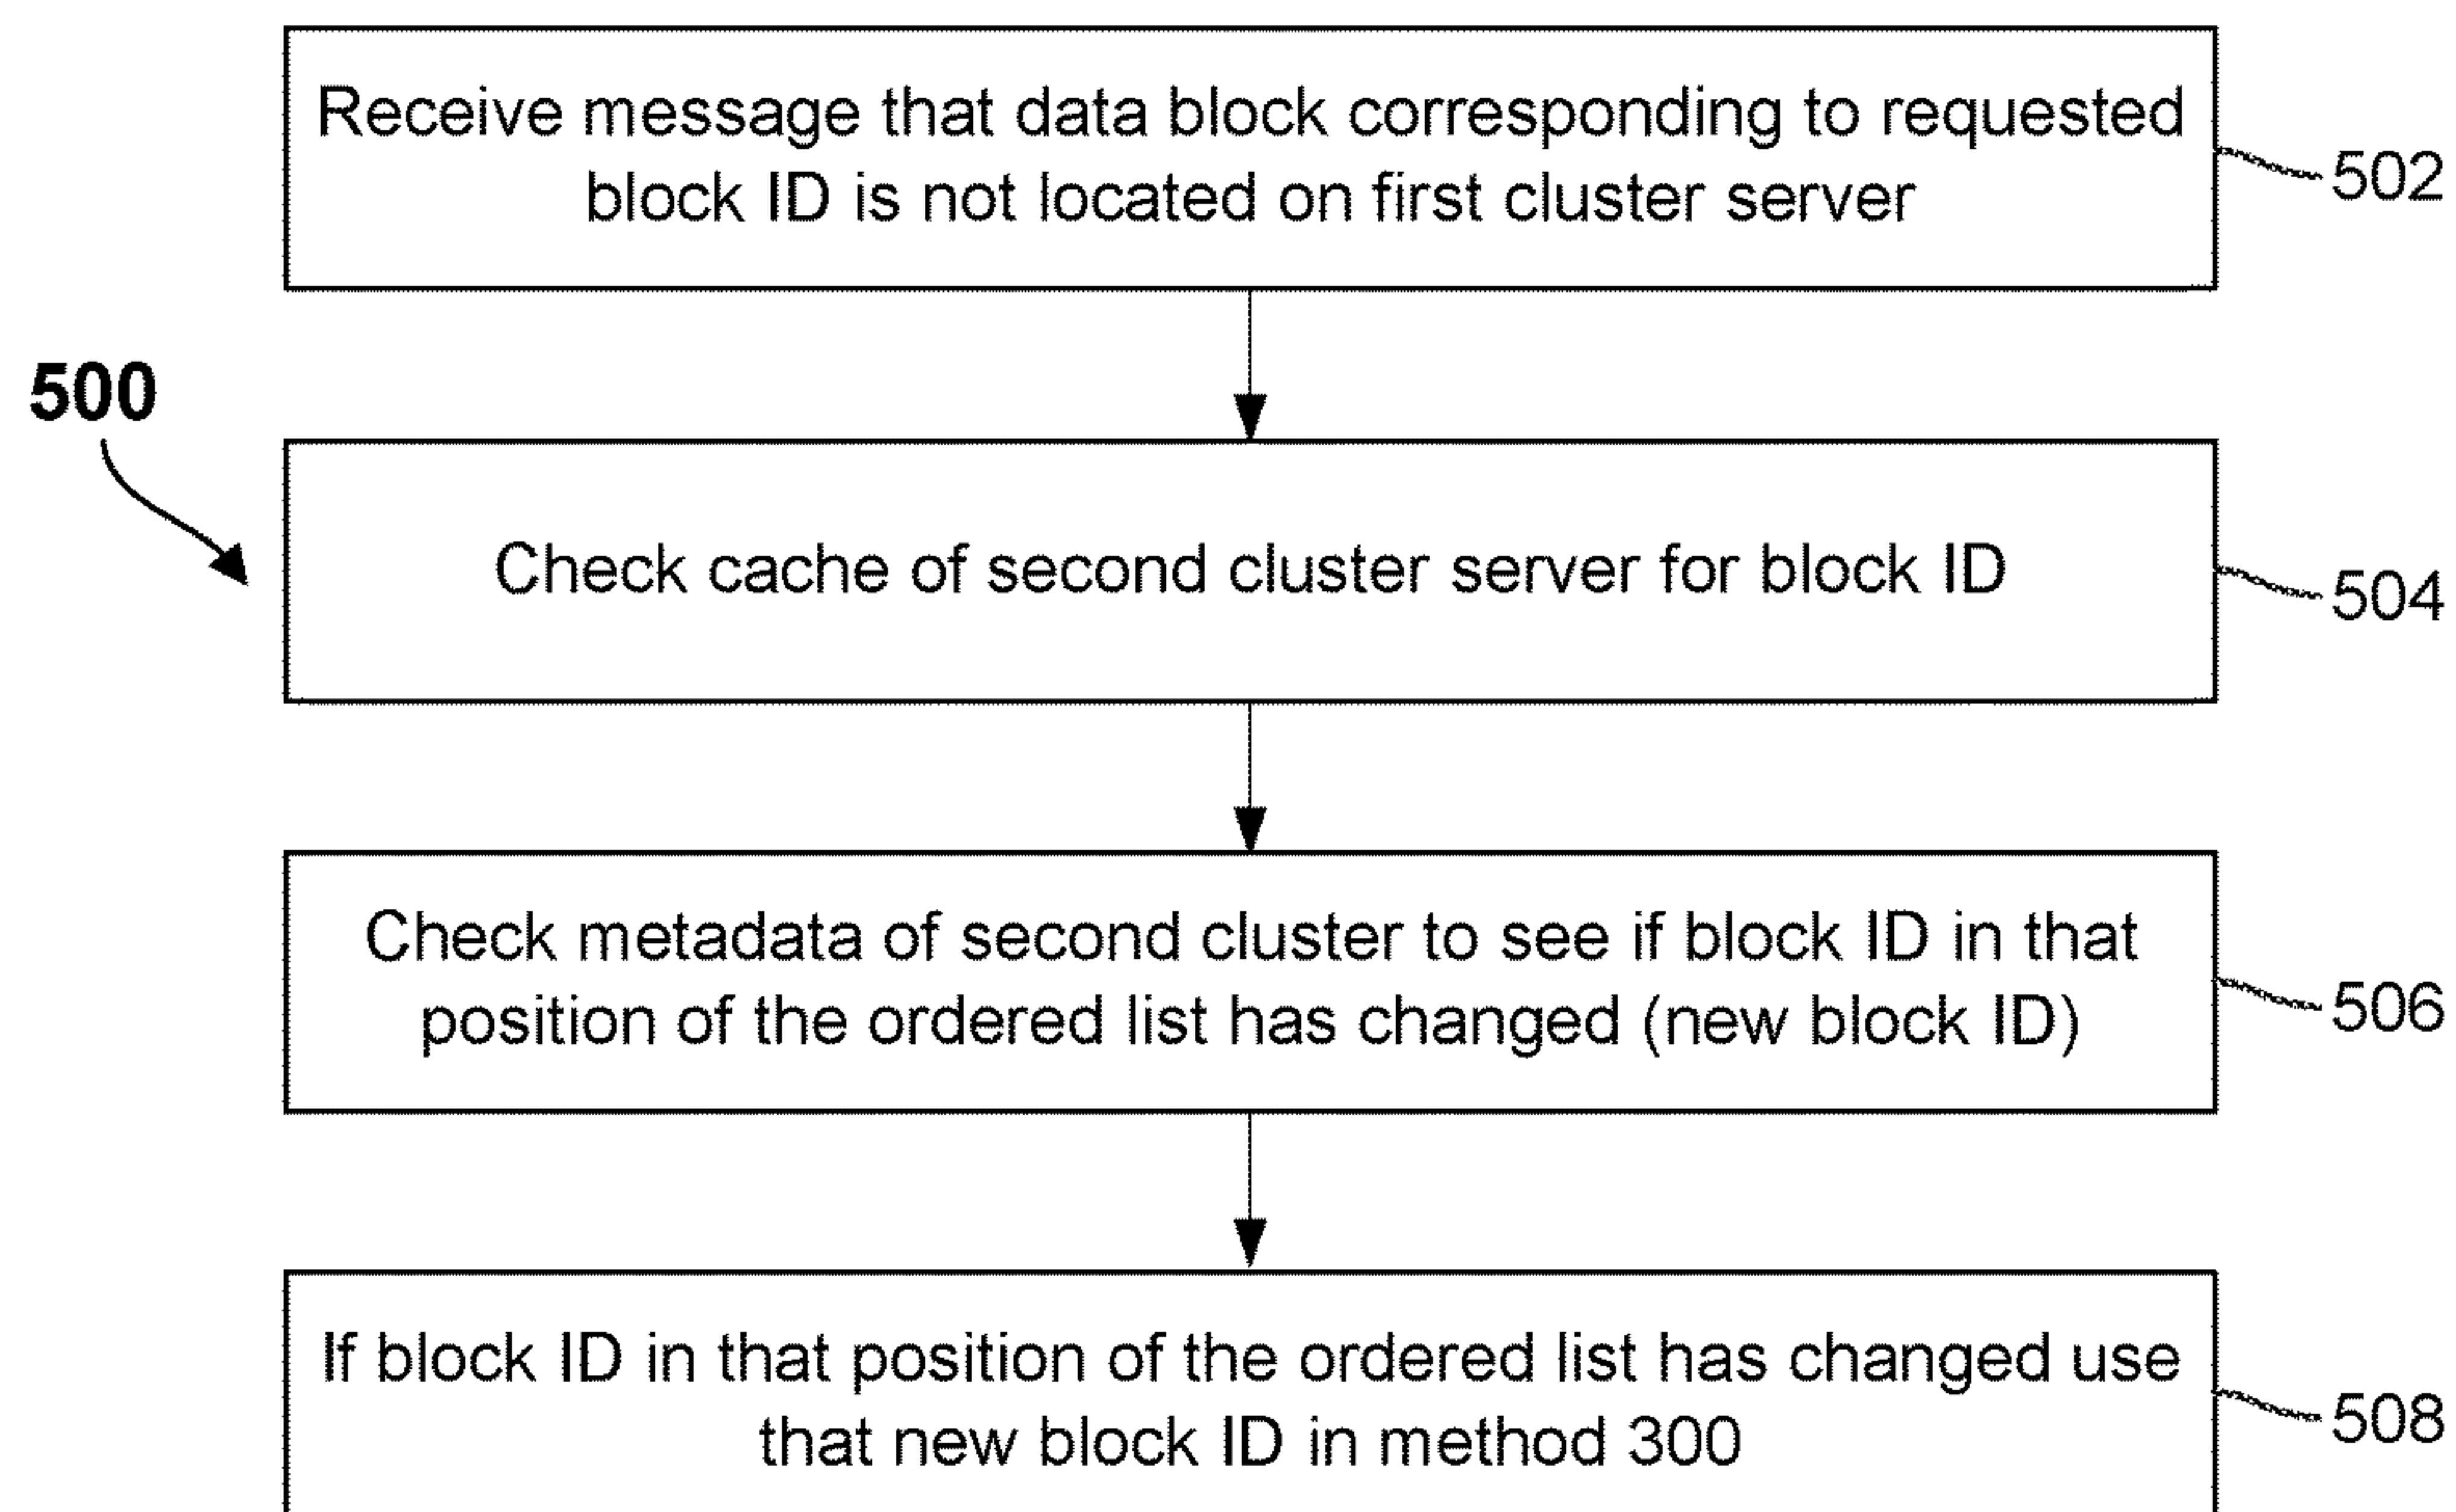 Receive message that data block corresponding to requested
block ID is not located on first cluster server
502
500
Check cache of second cluster server for block ID
504
Check metadata of second cluster to see if block ID in that
position of the ordered list has changed (new block ID)
506
If block ID in that position of the ordered list has changed use
that new block ID in method 300
508